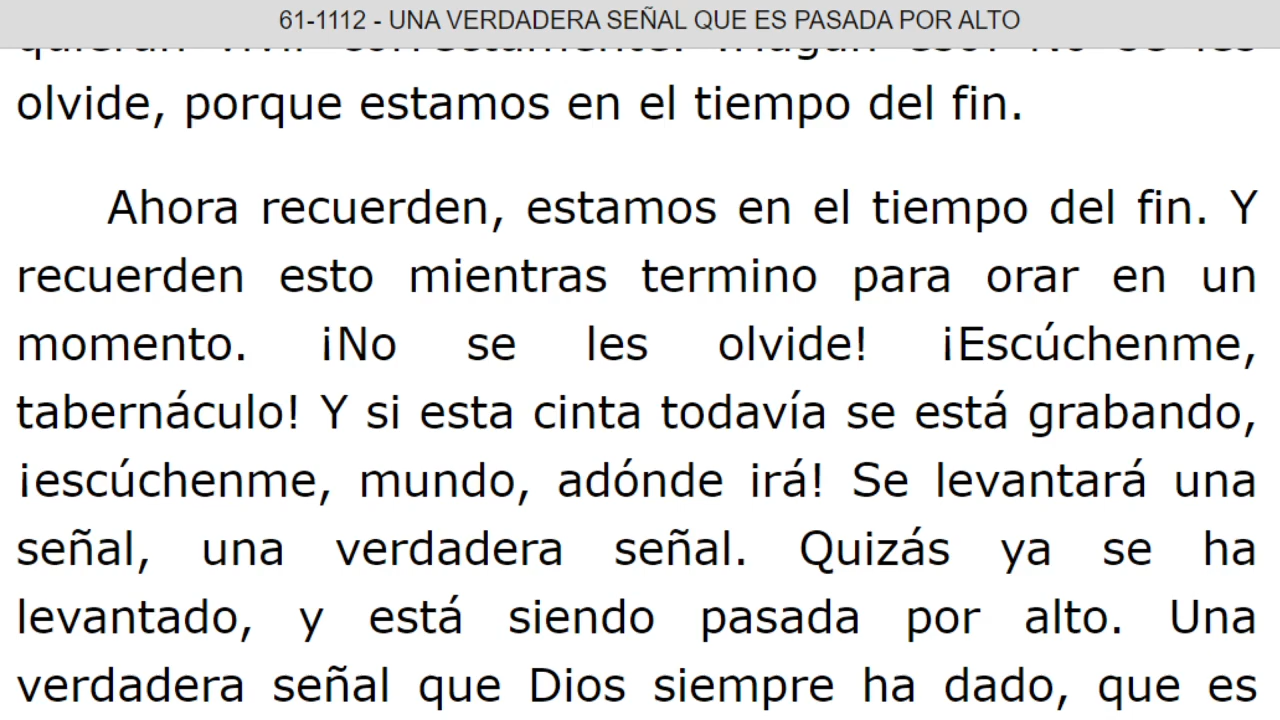 61-1112 - UNA VERDADERA SEÑAL QUE ES PASADA POR ALTO
olvide, porque estamos en el tiempo del fin.
Ahora recuerden, estamos en el tiempo del fin. Y
recuerden esto mientras termino para orar en un
momento. ¡No se les olvide! ¡Escúchenme,
tabernáculo! Y si esta cinta todavía se está grabando,
¡escúchenme, mundo, adónde irá! Se levantará una
señal, una verdadera señal. Quizás ya se ha
levantado, y está siendo pasada por alto. Una
verdadera señal que Dios siempre ha dado, que es